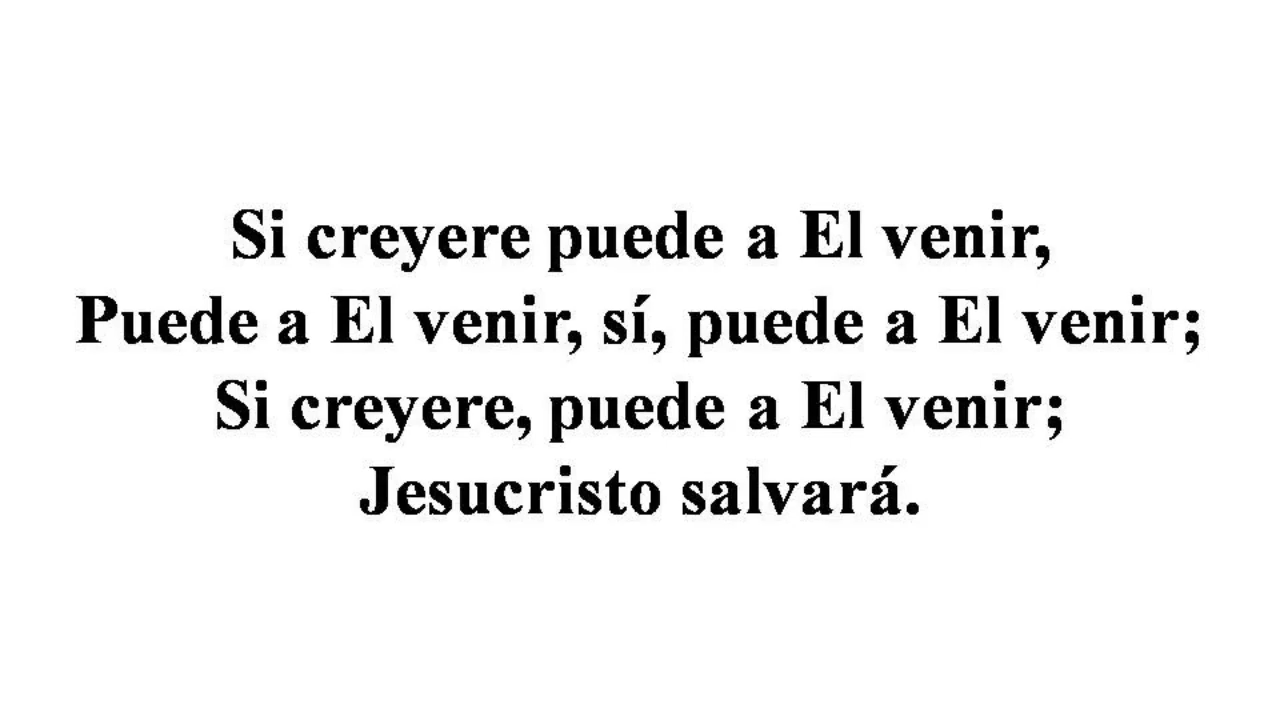 Si creyere puede a El venir,
Puede a El venir, sí, puede a El venir;
Si creyere, puede a El venir;
Jesucristo salvará.